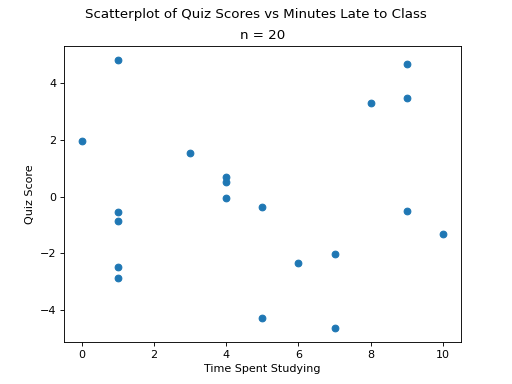 Scatterplot of Quiz Scores vs Minutes Late to Class
n = 20
4
2
0
−2
−4
Quiz Score
0 2 4 6 8 10
Time Spent Studying